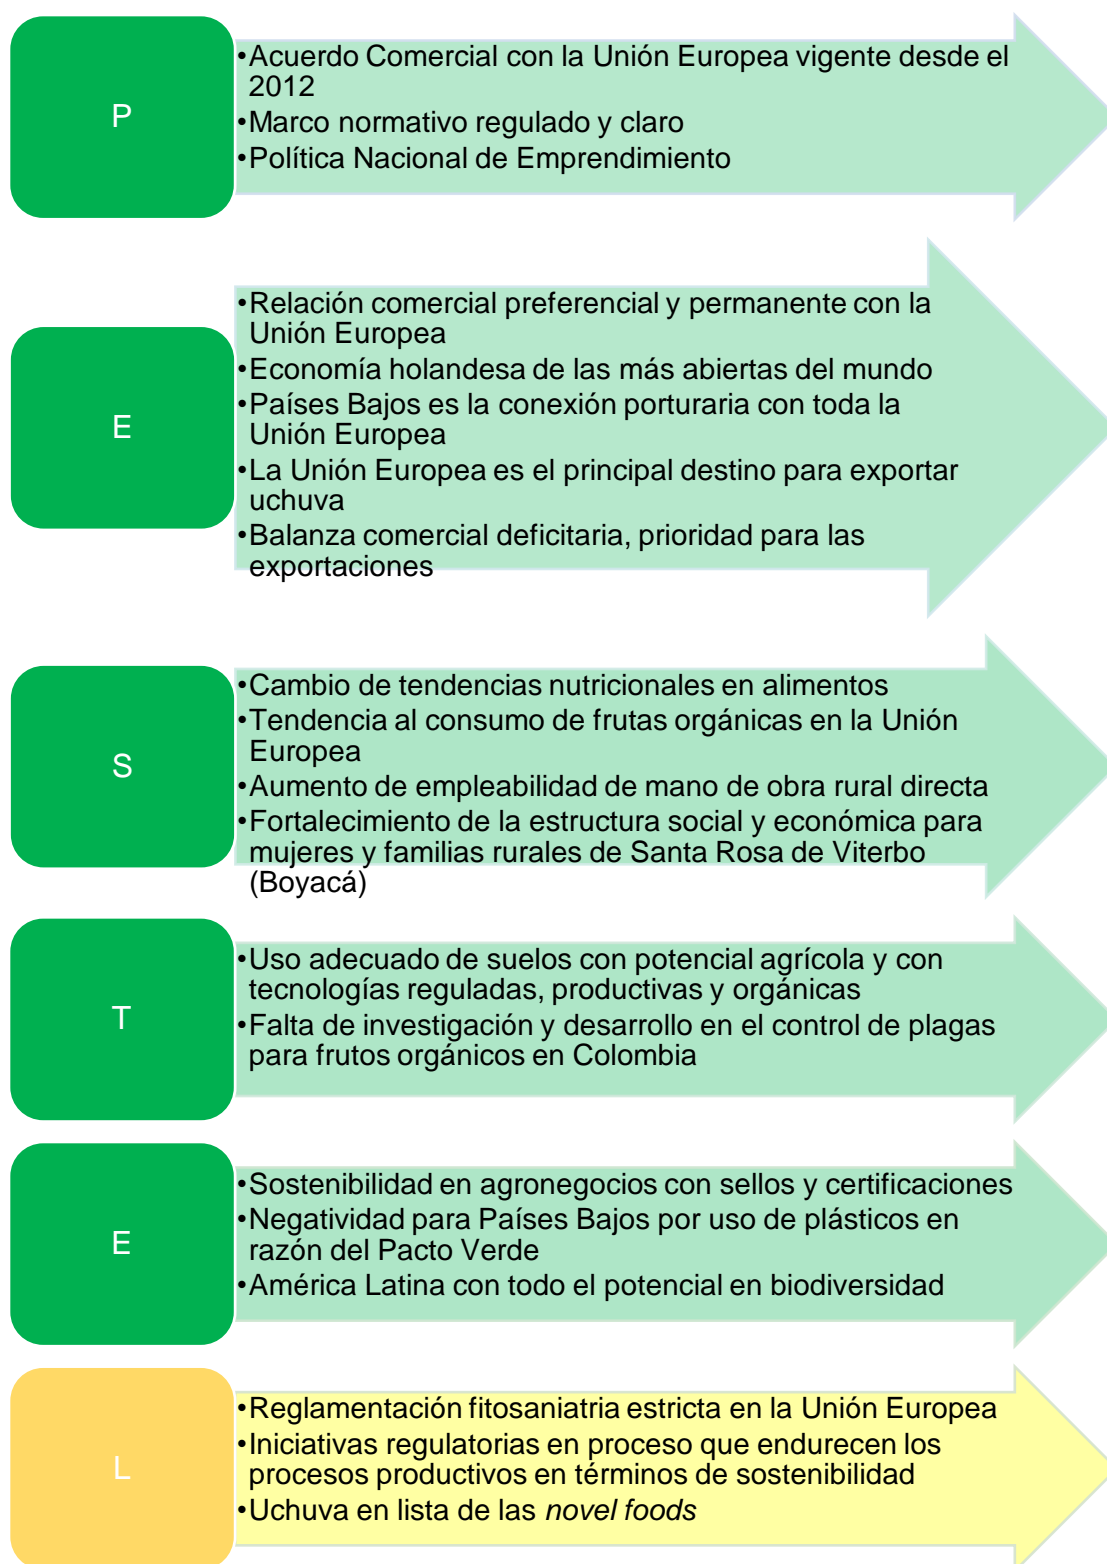 P
•Acuerdo Comercial con la Unión Europea vigente desde el
2012
•Marco normativo regulado y claro
•Política Nacional de Emprendimiento
E
•Relación comercial preferencial y permanente con la
Unión Europea
•Economía holandesa de las más abiertas del mundo
•Países Bajos es la conexión porturaria con toda la
Unión Europea
•La Unión Europea es el principal destino para exportar
uchuva
•Balanza comercial deficitaria, prioridad para las
exportaciones
S
•Cambio de tendencias nutricionales en alimentos
•Tendencia al consumo de frutas orgánicas en la Unión
Europea
•Aumento de empleabilidad de mano de obra rural directa
•Fortalecimiento de la estructura social y económica para
mujeres y familias rurales de Santa Rosa de Viterbo
(Boyacá)
T
•Uso adecuado de suelos con potencial agrícola y con
tecnologías reguladas, productivas y orgánicas
•Falta de investigación y desarrollo en el control de plagas
para frutos orgánicos en Colombia
E
•Sostenibilidad en agronegocios con sellos y certificaciones
•Negatividad para Países Bajos por uso de plásticos en
razón del Pacto Verde
•América Latina con todo el potencial en biodiversidad
L
•Reglamentación fitosaniatria estricta en la Unión Europea
•Iniciativas regulatorias en proceso que endurecen los
procesos productivos en términos de sostenibilidad
•Uchuva en lista de las novel foods